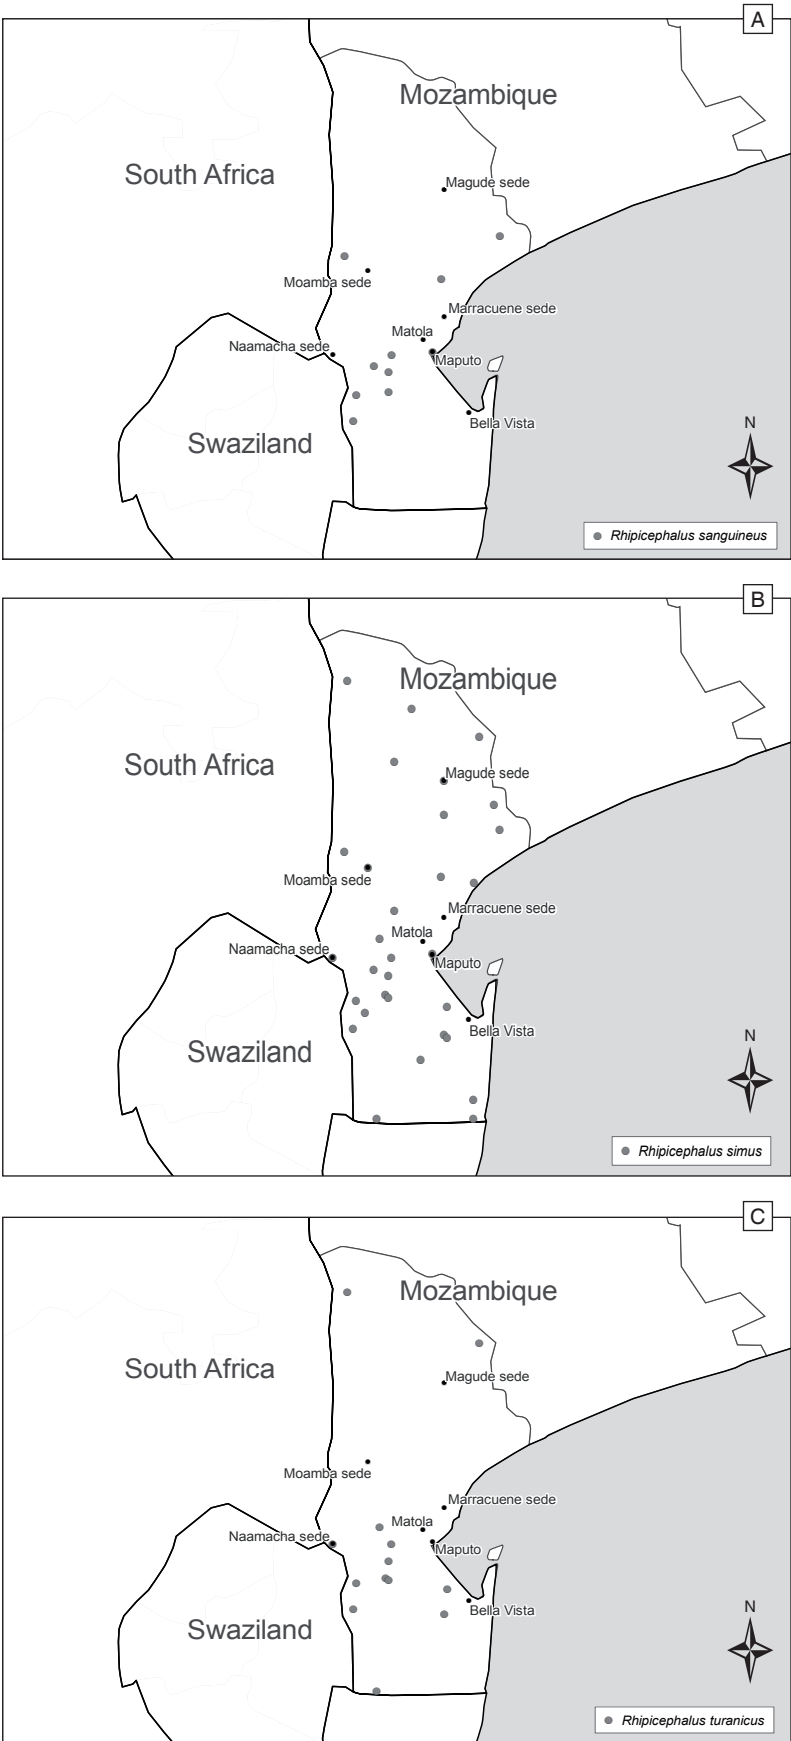 A
Mozambique
South Africa
Magude sede
Moamba sede
Marracuene sede
Matola
Naamacha sede
Maputo
Bella Vista
Swaziland
N
Rhipicephalus sanguineus
B
Mozambique
South Africa
Magude sede
Moamba sede
Marracuene sede
Matola
Naamacha sede
Maputo
Bella Vista
Swaziland
N
Rhipicephalus simus
C
Mozambique
South Africa
Magude sede
Moamba sede
Marracuene sede
Matola
Naamacha sede
Maputo
Bella Vista
Swaziland
N
Rhipicephalus turanicus